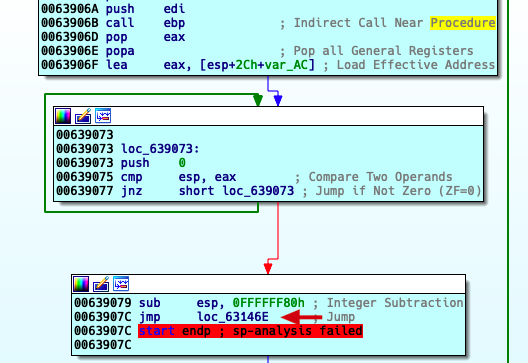 0063906A push    edi
0063906B call    ebp             ; Indirect Call Near Procedure
0063906D pop     eax
0063906E popa                    ; Pop all General Registers
0063906F lea     eax, [esp+2Ch+var_AC] ; Load Effective Address
00639073
00639073 loc_639073:
00639073 push    0
00639075 cmp     esp, eax        ; Compare Two Operands
00639077 jnz     short loc_639073 ; Jump if Not Zero (ZF=0)
00639079 sub     esp, 0FFFFFF80h ; Integer Subtraction
0063907C jmp     loc_63146E      ; Jump
0063907C start endp ; sp-analysis failed
0063907C